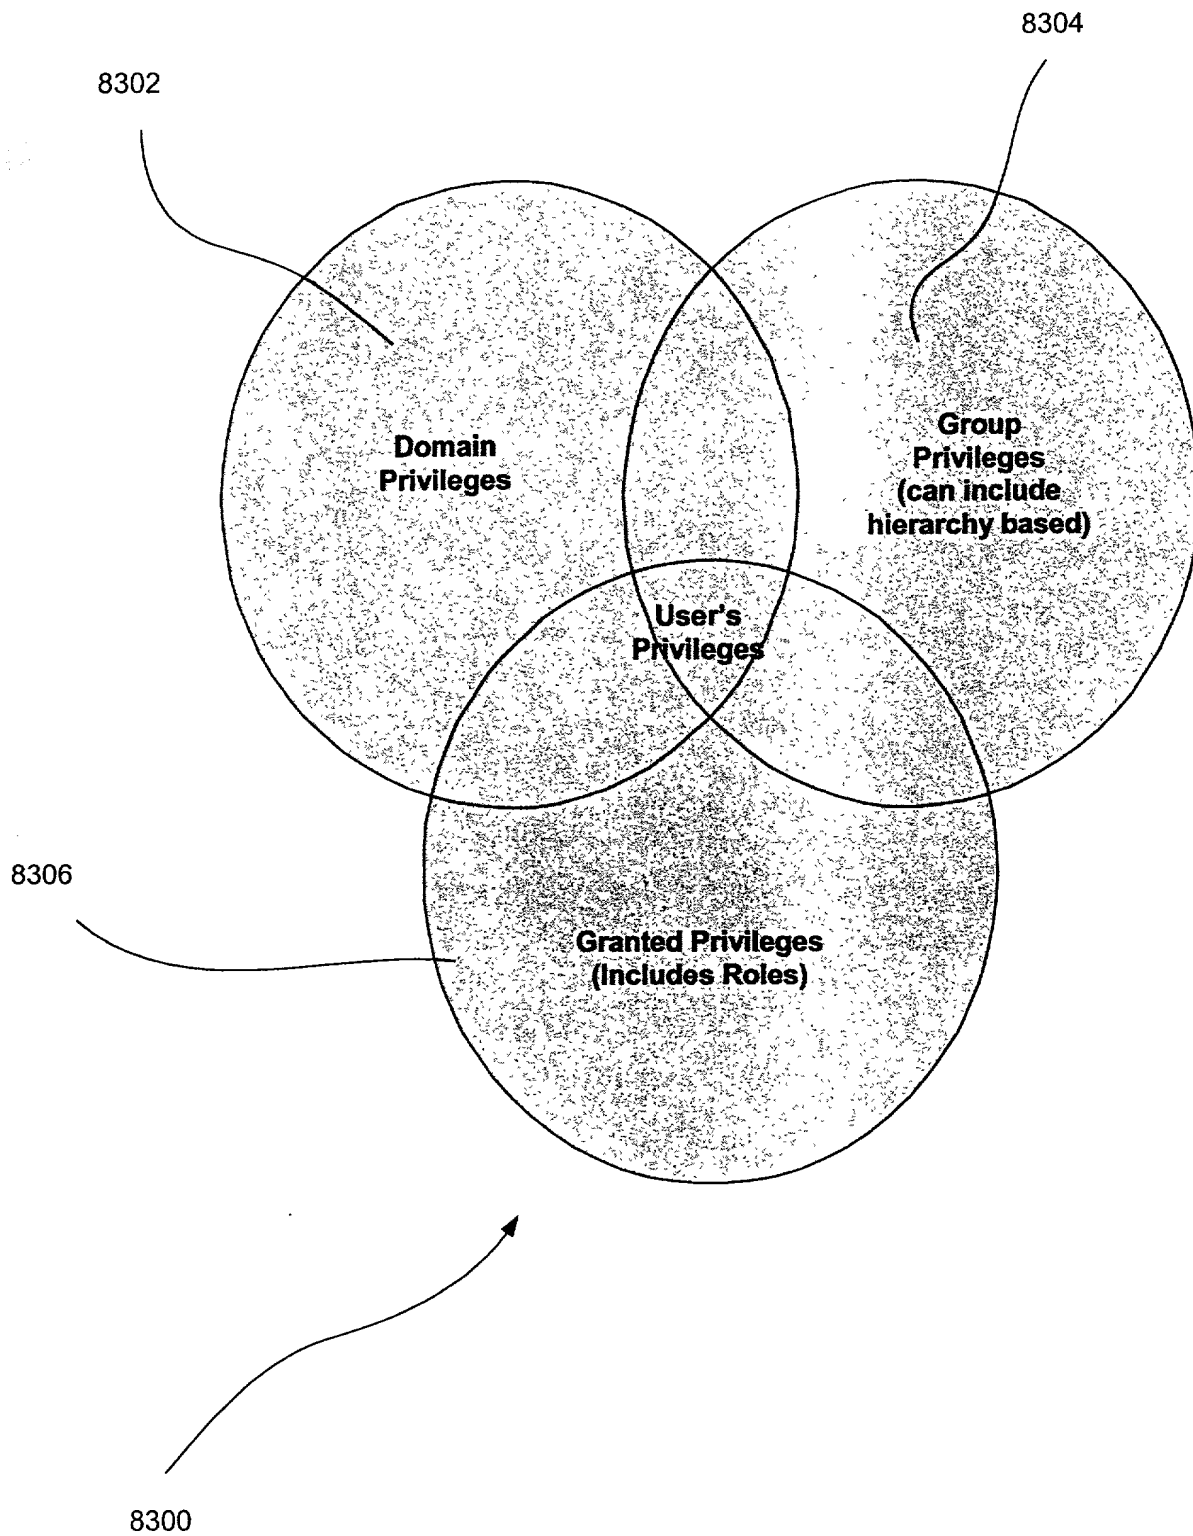 8304
8302
Domain
Privileges
Group
Privileges
(can include
hierarchy based)
User's
Privileges
8306
Granted Privileges
(Includes Roles)
8300